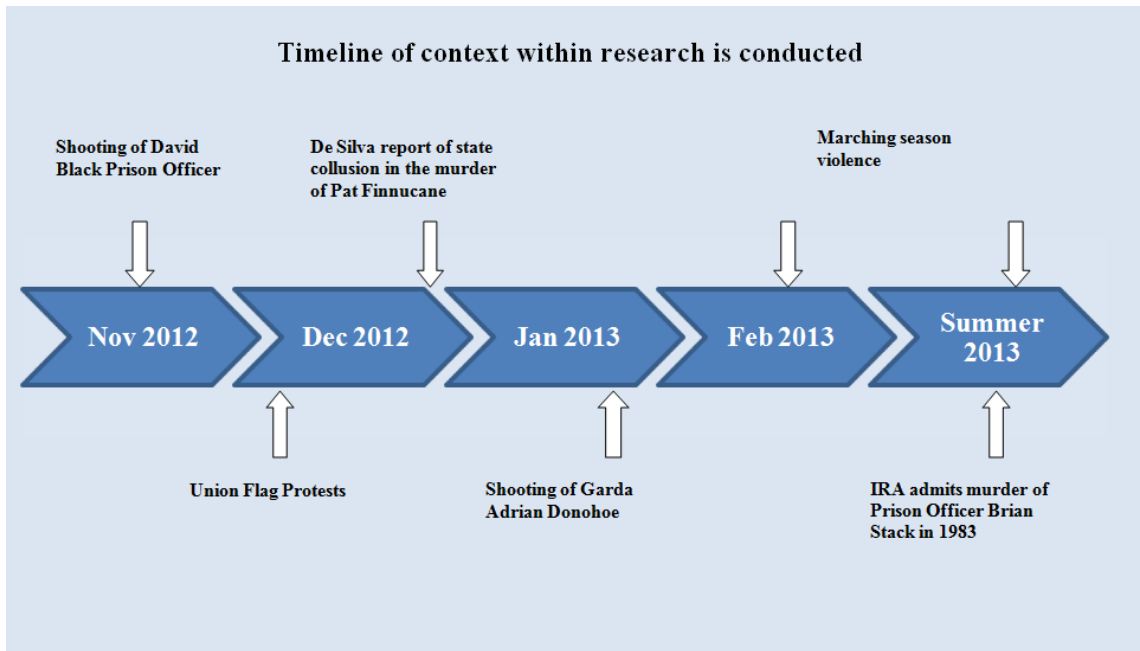 Timeline of context within research is conducted
Shooting of David
Black Prison Officer
De Silva report of state
collusion in the murder
of Pat Finnucane
Marching season
violence
Nov 2012
Dec 2012
Jan 2013
Feb 2013
Summer
2013
Union Flag Protests
Shooting of Garda
Adrian Donohoe
IRA admits murder of
Prison Officer Brian
Stack in 1983